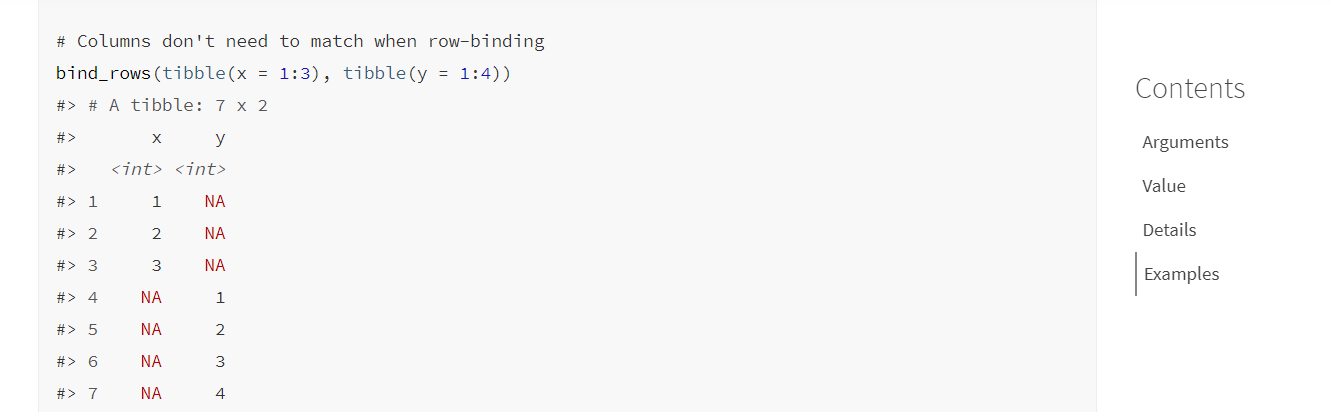 # Columns don't need to match when row-binding
bind_rows(tibble(x = 1:3), tibble(y = 1:4))
#> # A tibble: 7 x 2
#>       x     y
#>   <int> <int>
#> 1     1    NA
#> 2     2    NA
#> 3     3    NA
#> 4    NA     1
#> 5    NA     2
#> 6    NA     3
#> 7    NA     4
Contents
Arguments
Value
Details
Examples